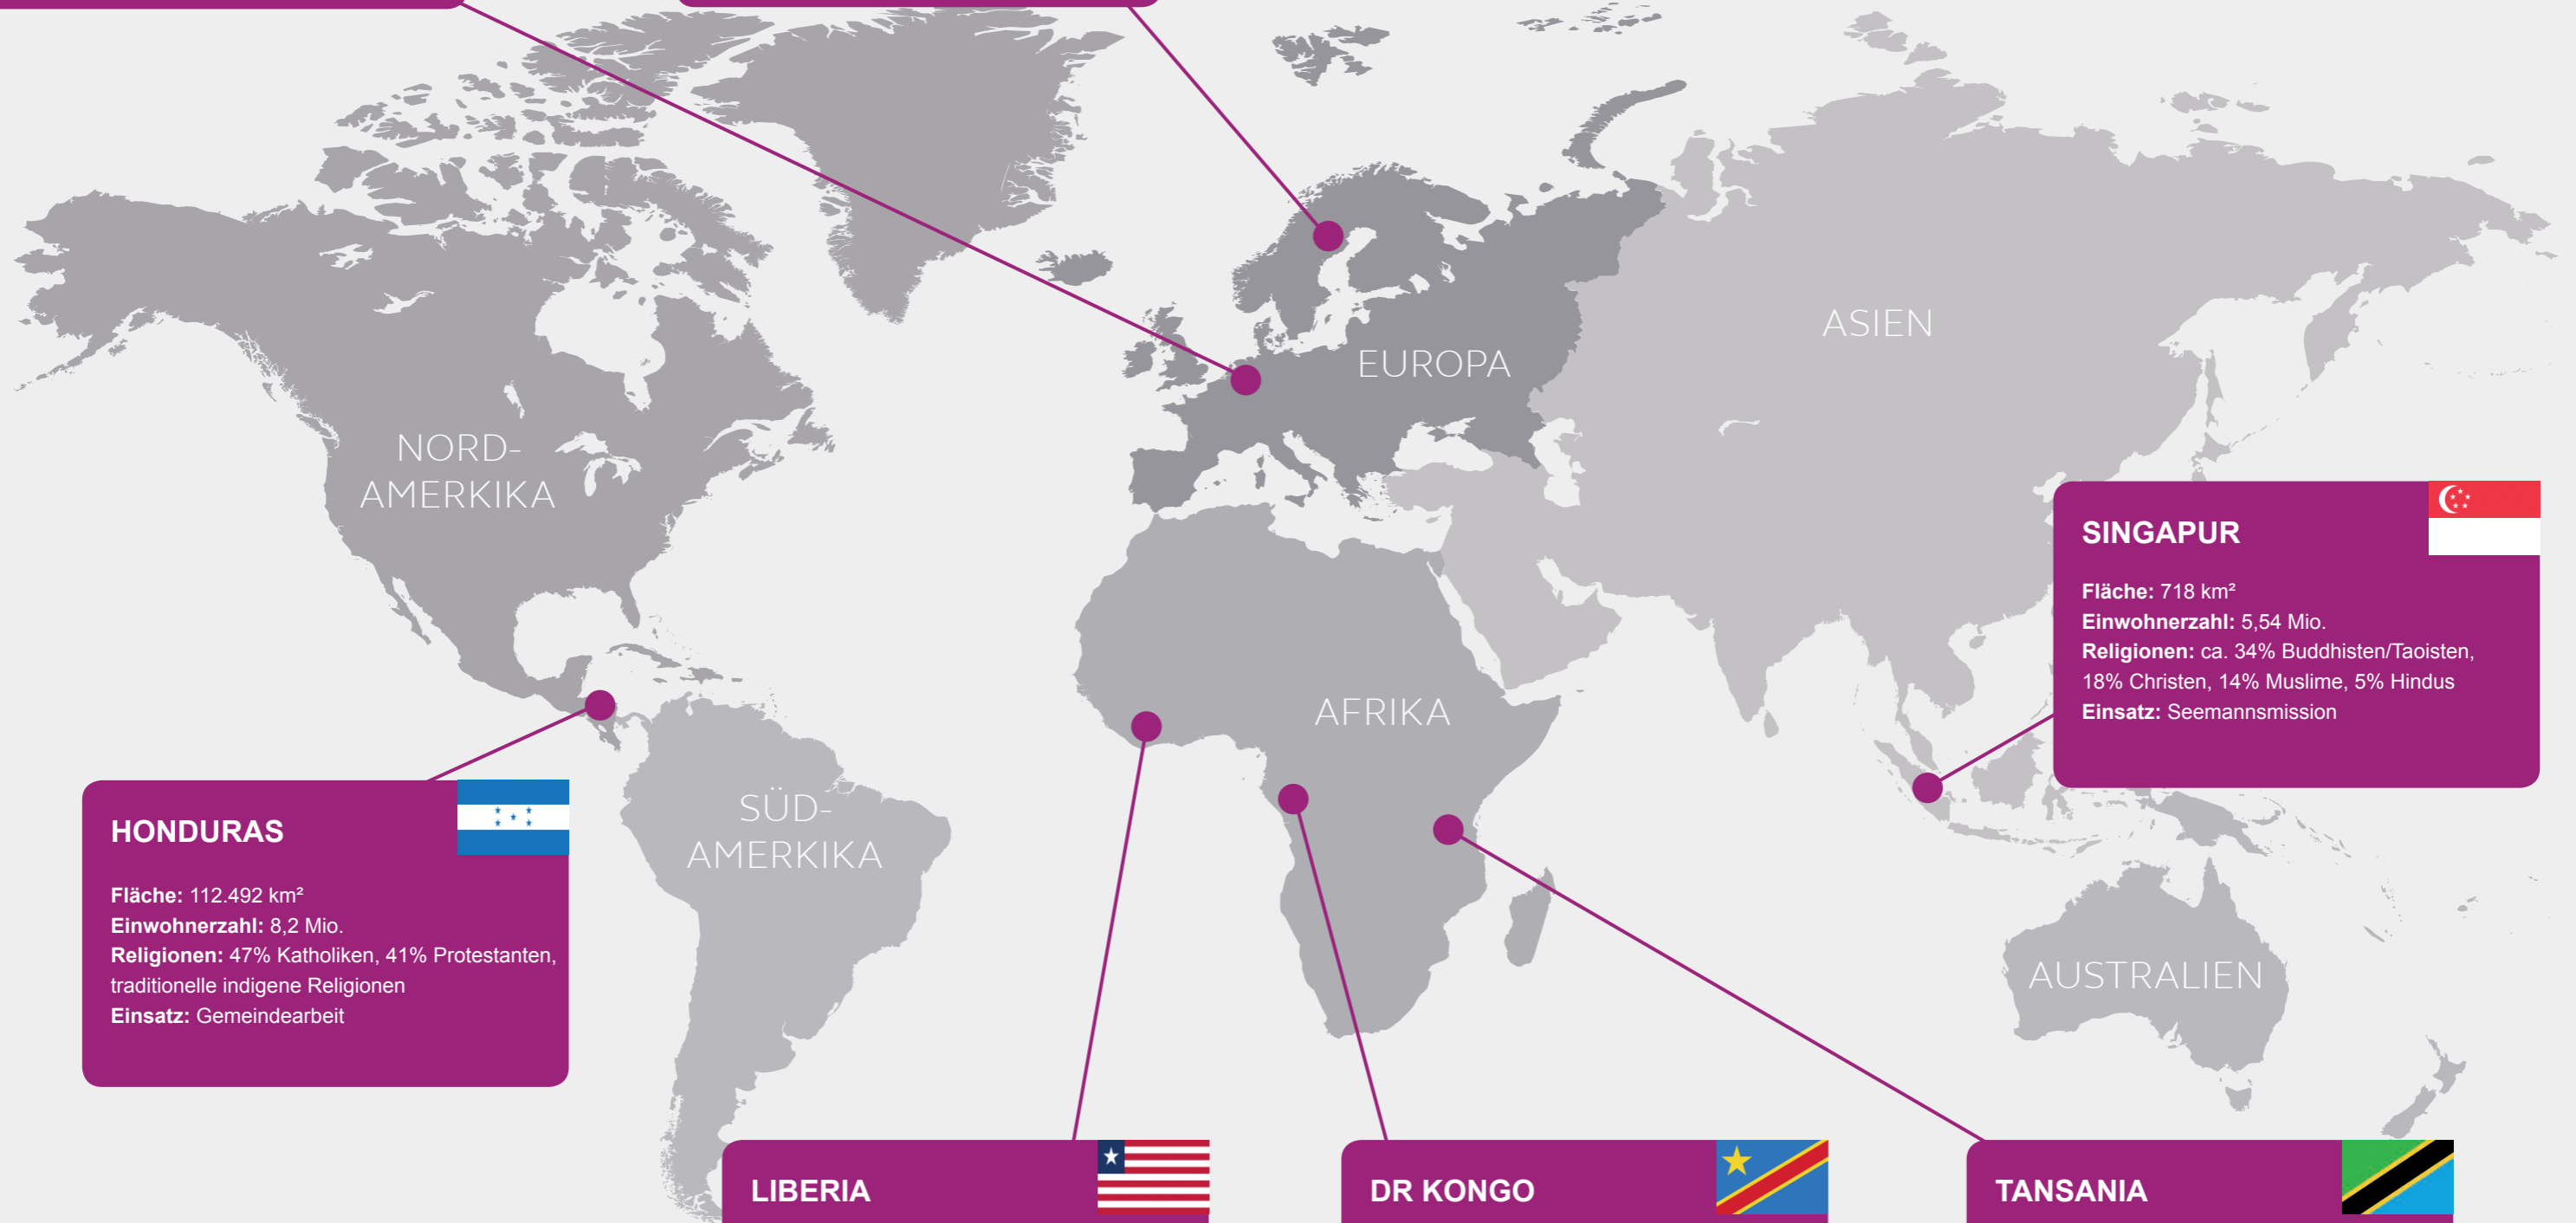 ASIEN
EUROPA
NORD-
AMERKIKA
SINGAPUR
Fläche: 718 km²
Einwohnerzahl: 5,54 Mio.
Religionen: ca. 34% Buddhisten/Taoisten,
18% Christen, 14% Muslime, 5% Hindus
Einsatz: Seemannsmission
AFRIKA
SÜD-
AMERKIKA
HONDURAS
Fläche: 112.492 km²
Einwohnerzahl: 8,2 Mio.
Religionen: 47% Katholiken, 41% Protestanten,
traditionelle indigene Religionen
Einsatz: Gemeindearbeit
AUSTRALIEN
LIBERIA
DR KONGO
TANSANIA